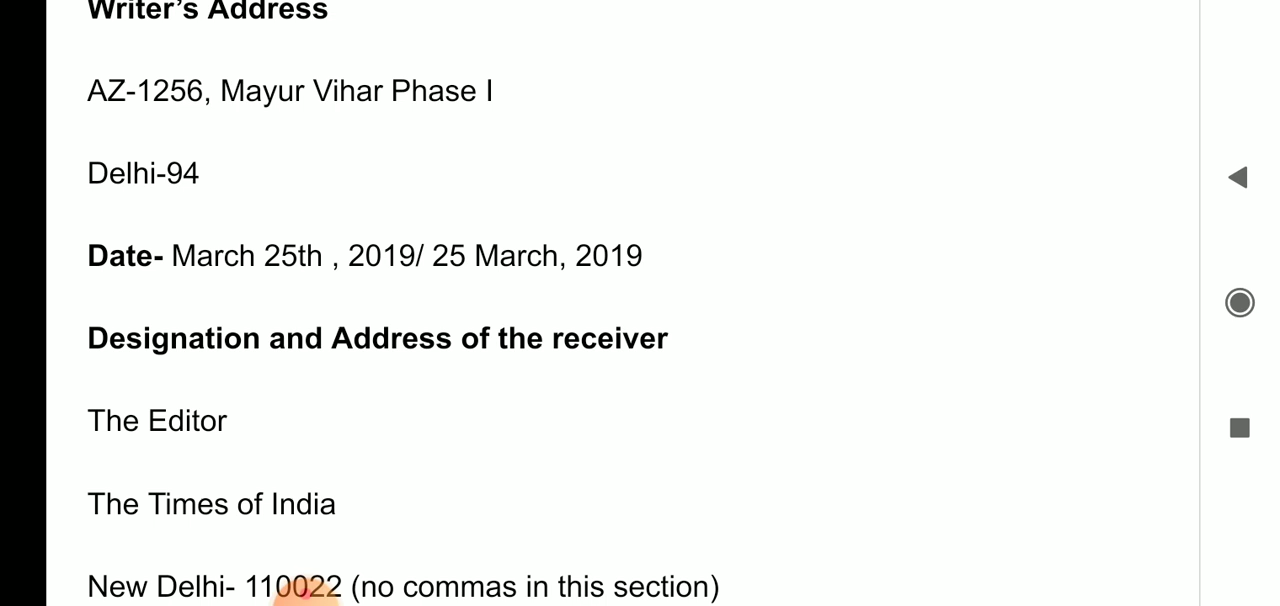 Writer's Address
AZ-1256, Mayur Vihar Phase I
Delhi-94
Date- March 25th , 2019/ 25 March, 2019
Designation and Address of the receiver
The Editor
The Times of India
New Delhi- 110022 (no commas in this section)